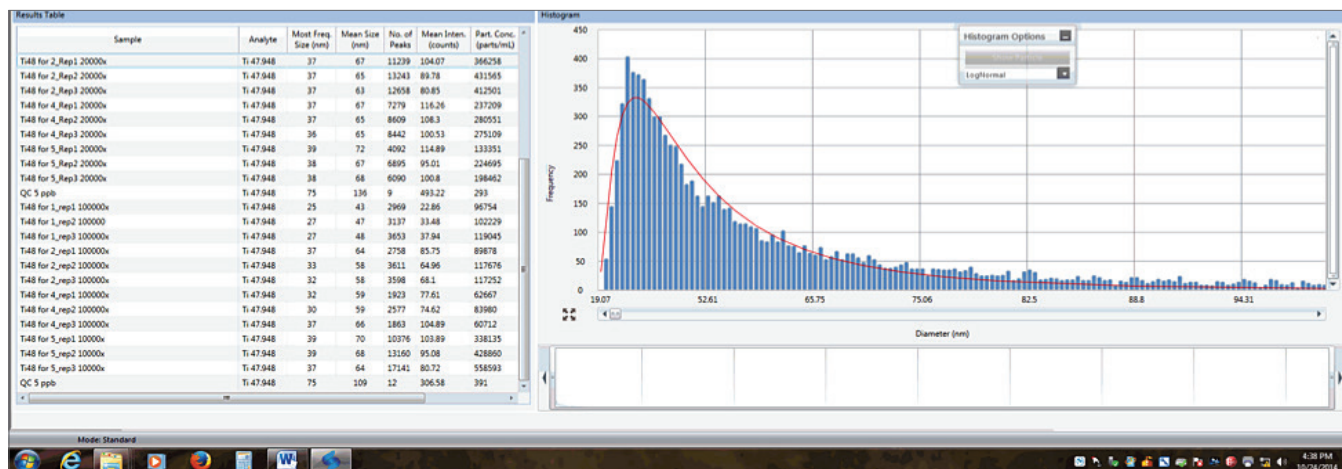 Results Table
Sample Analyte Most Freq. Size (nm) Mean Size (nm) No. of Peaks Mean Inten. (counts) Part. Conc. (parts/mL)
Ti48 for 2_Rep1 20000x Ti 47.948 37 67 11239 104.07 366258
Ti48 for 2_Rep2 20000x Ti 47.948 37 65 13243 89.78 431565
Ti48 for 2_Rep3 20000x Ti 47.948 37 63 12658 80.85 412501
Ti48 for 4_Rep1 20000x Ti 47.948 37 67 7279 116.26 237209
Ti48 for 4_Rep2 20000x Ti 47.948 37 65 8609 108.3 280551
Ti48 for 4_Rep3 20000x Ti 47.948 36 65 8442 100.53 275109
Ti48 for 5_Rep1 20000x Ti 47.948 39 72 4092 114.89 133351
Ti48 for 5_Rep2 20000x Ti 47.948 38 67 6895 95.01 224695
Ti48 for 5_Rep3 20000x Ti 47.948 38 68 6090 100.8 198462
QC 5 ppb Ti 47.948 75 136 9 493.22 293
Ti48 for 1_rep1 100000x Ti 47.948 25 43 2969 22.86 96754
Ti48 for 1_rep2 100000 Ti 47.948 27 47 3137 33.48 102229
Ti48 for 1_rep3 100000x Ti 47.948 27 48 3653 37.94 119045
Ti48 for 2_rep1 100000x Ti 47.948 37 64 2758 85.75 89878
Ti48 for 2_rep2 100000x Ti 47.948 33 58 3611 64.96 117676
Ti48 for 2_rep3 100000x Ti 47.948 32 58 3598 68.1 117252
Ti48 for 4_rep1 100000x Ti 47.948 32 59 1923 77.61 62667
Ti48 for 4_rep2 100000x Ti 47.948 30 59 2577 74.62 83980
Ti48 for 4_rep3 100000x Ti 47.948 37 66 1863 104.89 60712
Ti48 for 5_rep1 10000x Ti 47.948 39 70 10376 103.89 338135
Ti48 for 5_rep2 10000x Ti 47.948 39 68 13160 95.08 428860
Ti48 for 5_rep3 10000x Ti 47.948 37 64 17141 80.72 558593
QC 5 ppb Ti 47.948 75 109 12 306.58 391
Histogram
Histogram Options
LogNormal
450
400
350
300
250
200
150
100
50
0
Frequency
19.07 52.61 65.75 75.06 82.5 88.8 94.31
Diameter (nm)
Mode: Standard
4:38 PM